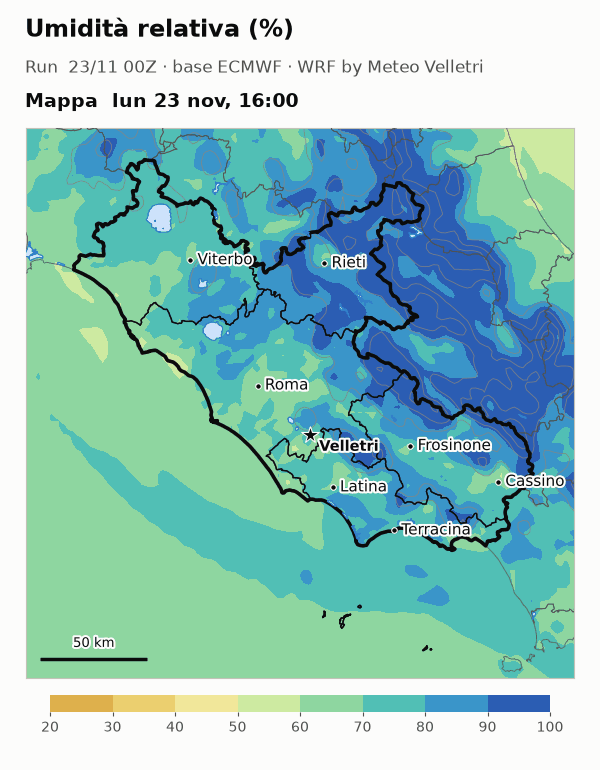 Umidità relativa (%)
Run  23/11 00Z · base ECMWF · WRF by Meteo Velletri
Mappa  lun 23 nov, 16:00
Viterbo
Rieti
Roma
Velletri
Frosinone
Latina
Cassino
Terracina
50 km
20 30 40 50 60 70 80 90 100